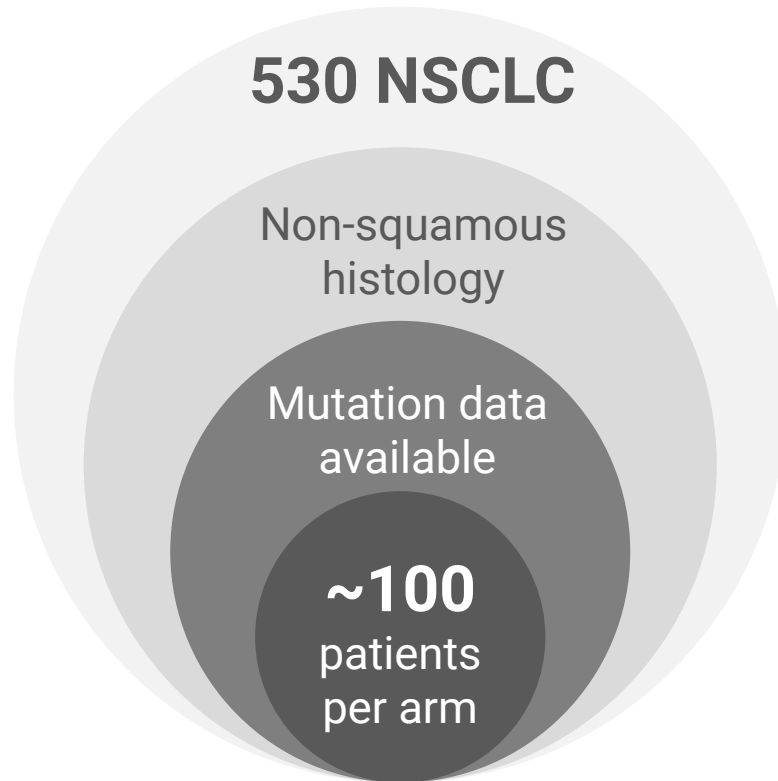 530 NSCLC
Non-squamous
histology
Mutation data
available
~100
patients
per arm